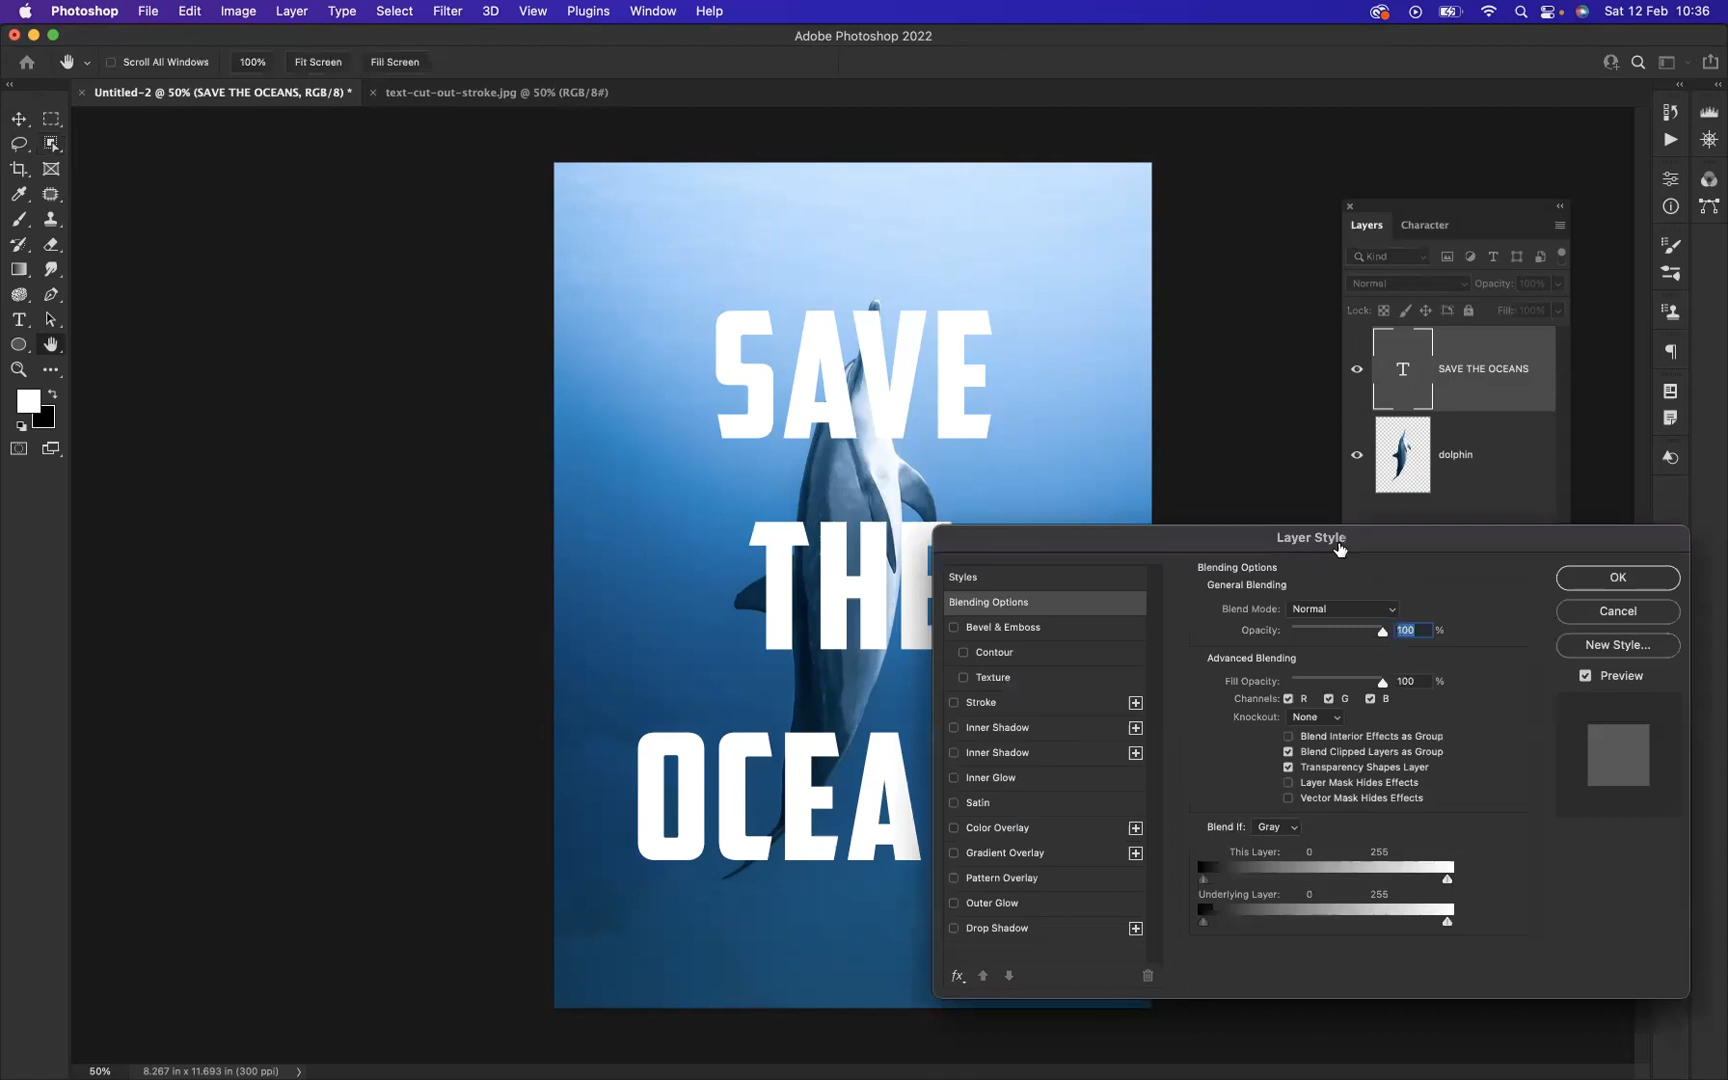 Photoshop File Edit Image Layer Type Select Filter 3D View Plugins Window Help Sat 12 Feb 10:36
Adobe Photoshop 2022
Scroll All Windows 100% Fit Screen Fill Screen
Untitled-2 @ 50% (SAVE THE OCEANS, RGB/8) * text-cut-out-stroke.jpg @ 50% (RGB/8#)
Layers Character
Kind
Normal Opacity: 100%
Lock: Fill: 100%
SAVE THE OCEANS
dolphin
SAVE
THE
OCEA
Layer Style
Styles
Blending Options
Bevel & Emboss
Contour
Texture
Stroke
Inner Shadow
Inner Shadow
Inner Glow
Satin
Color Overlay
Gradient Overlay
Pattern Overlay
Outer Glow
Drop Shadow
fx
Blending Options
General Blending
Blend Mode: Normal
Opacity: 100 %
Advanced Blending
Fill Opacity: 100 %
Channels: R G B
Knockout: None
Blend Interior Effects as Group
Blend Clipped Layers as Group
Transparency Shapes Layer
Layer Mask Hides Effects
Vector Mask Hides Effects
Blend If: Gray
This Layer: 0 255
Underlying Layer: 0 255
OK
Cancel
New Style...
Preview
50% 8.267 in x 11.693 in (300 ppi)